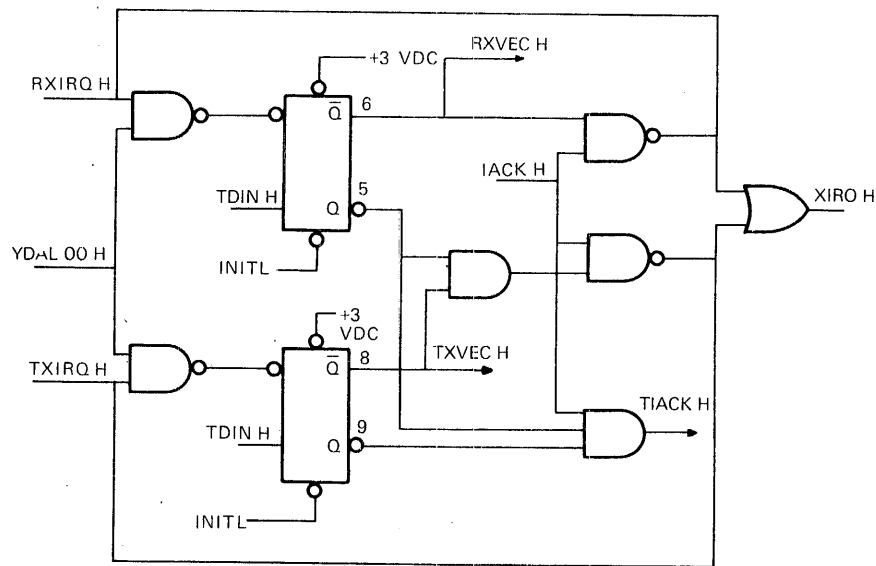 RXVEC H
+3 VDC
RXIRQ H
Q
6
IACK H
TDIN H
5
Q
XIRO H
INITL
YDAL 00 H
+3
VDC
Q
8
TXVEC H
TXIRQ H
TIACK H
TDIN H
9
Q
INITL